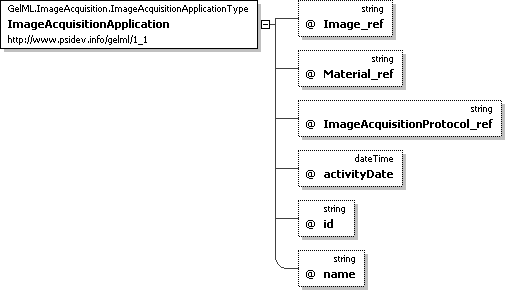 GelML.ImageAcquisition.ImageAcquisitionApplicationType
ImageAcquisitionApplication
http://www.psidev.info/gelml/1_1
string
@ Image_ref
string
@ Material_ref
string
@ ImageAcquisitionProtocol_ref
dateTime
@ activityDate
string
@ id
string
@ name